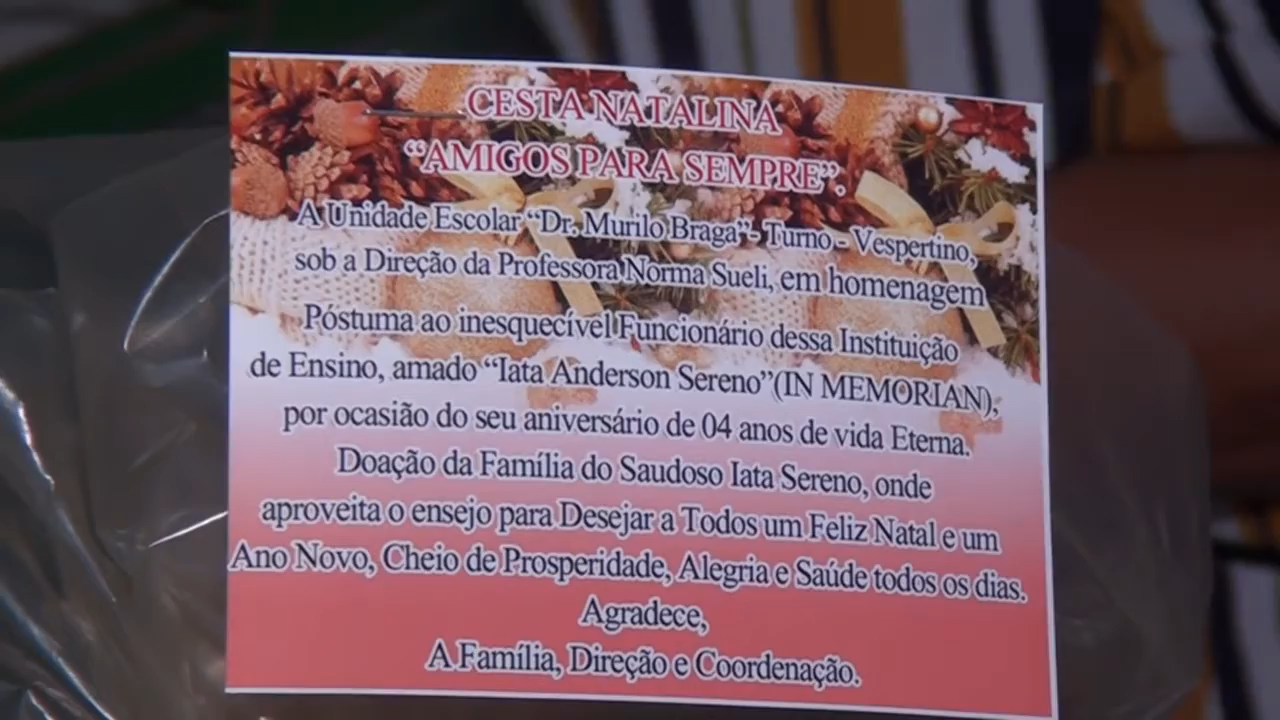 CESTA NATALINA
“AMIGOS PARA SEMPRE”.
A Unidade Escolar “Dr. Murilo Braga”- Turno - Vespertino,
sob a Direção da Professora Norma Sueli, em homenagem
Póstuma ao inesquecível Funcionário dessa Instituição
de Ensino, amado “Iata Anderson Sereno”(IN MEMORIAN),
por ocasião do seu aniversário de 04 anos de vida Eterna.
Doação da Família do Saudoso Iata Sereno, onde
aproveita o ensejo para Desejar a Todos um Feliz Natal e um
Ano Novo, Cheio de Prosperidade, Alegria e Saúde todos os dias.
Agradece,
A Família, Direção e Coordenação.